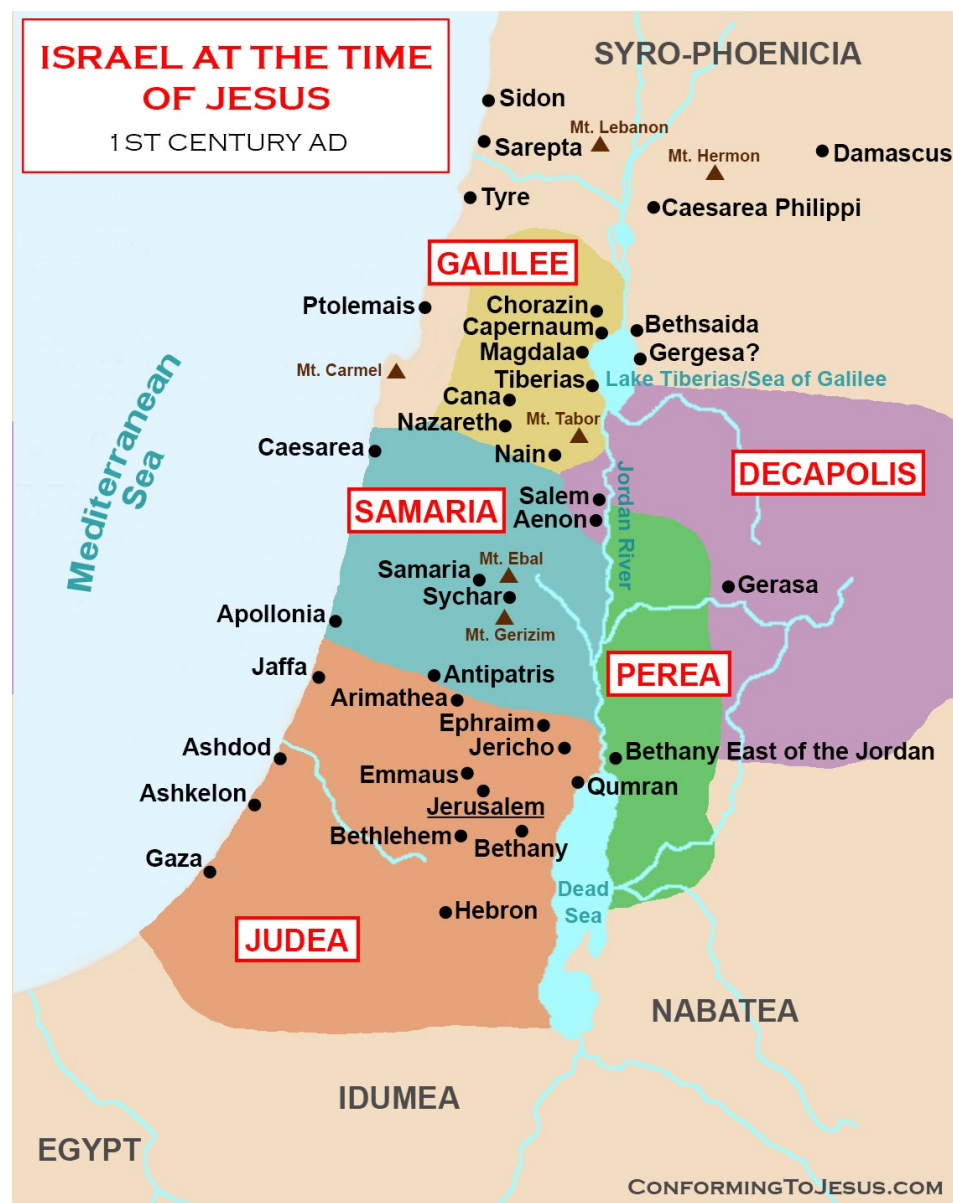 ISRAEL AT THE TIME
OF JESUS
1ST CENTURY AD
SYRO-PHOENICIA
Sidon
Mt. Lebanon
Sarepta
Mt. Hermon
Damascus
Tyre
Caesarea Philippi
GALILEE
Ptolemais
Chorazin
Capernaum
Bethsaida
Magdala
Gergesa?
Mt. Carmel
Tiberias
Lake Tiberias/Sea of Galilee
Cana
Nazareth
Mt. Tabor
Caesarea
Nain
Mediterranean
Sea
Jordan River
DECAPOLIS
SAMARIA
Salem
Aenon
Mt. Ebal
Samaria
Sychar
Gerasa
Apollonia
Mt. Gerizim
Jaffa
Antipatris
PEREA
Arimathea
Ephraim
Jericho
Bethany East of the Jordan
Ashdod
Emmaus
Qumran
Ashkelon
Jerusalem
Bethlehem
Bethany
Gaza
Dead
Sea
Hebron
JUDEA
NABATEA
IDUMEA
EGYPT
CONFORMINGTOJESUS.COM